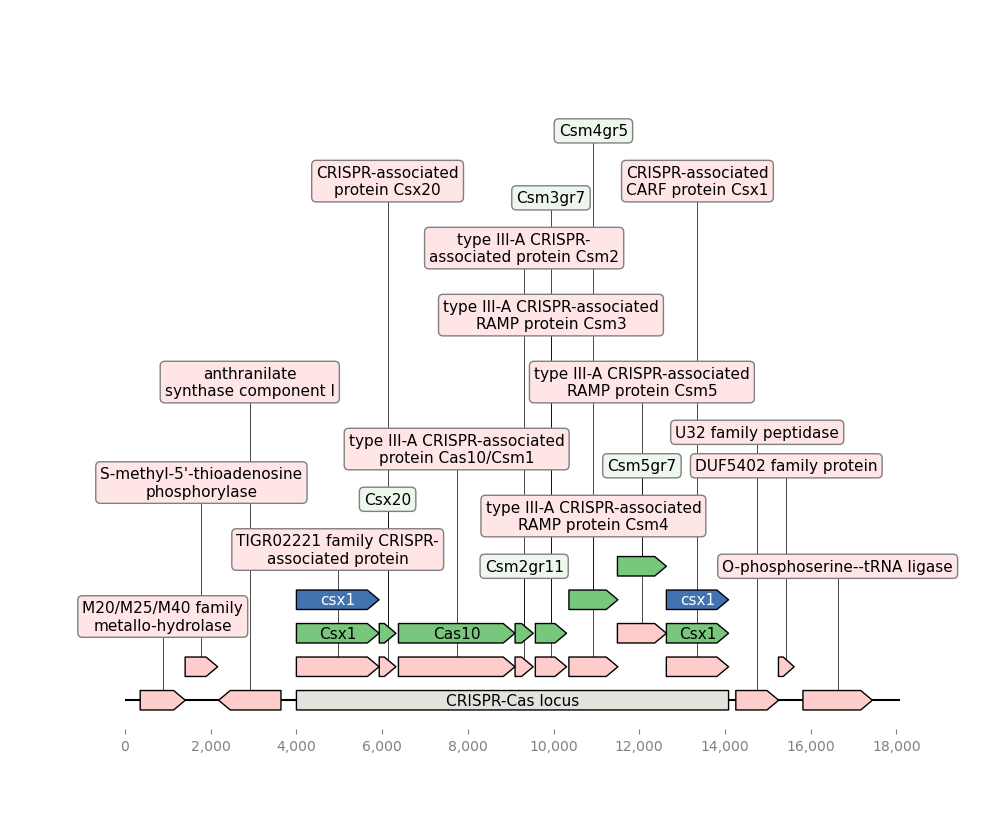 Csm4gr5
CRISPR-associated
protein Csx20
CRISPR-associated
CARF protein Csx1
Csm3gr7
type III-A CRISPR-
associated protein Csm2
type III-A CRISPR-associated
RAMP protein Csm3
anthranilate
synthase component I
type III-A CRISPR-associated
RAMP protein Csm5
U32 family peptidase
type III-A CRISPR-associated
protein Cas10/Csm1
Csm5gr7
DUF5402 family protein
S-methyl-5'-thioadenosine
phosphorylase
Csx20
type III-A CRISPR-associated
RAMP protein Csm4
TIGR02221 family CRISPR-
associated protein
Csm2gr11
O-phosphoserine--tRNA ligase
M20/M25/M40 family
metallo-hydrolase
csx1
csx1
Csx1
Cas10
Csx1
CRISPR-Cas locus
0
2,000
4,000
6,000
8,000
10,000
12,000
14,000
16,000
18,000